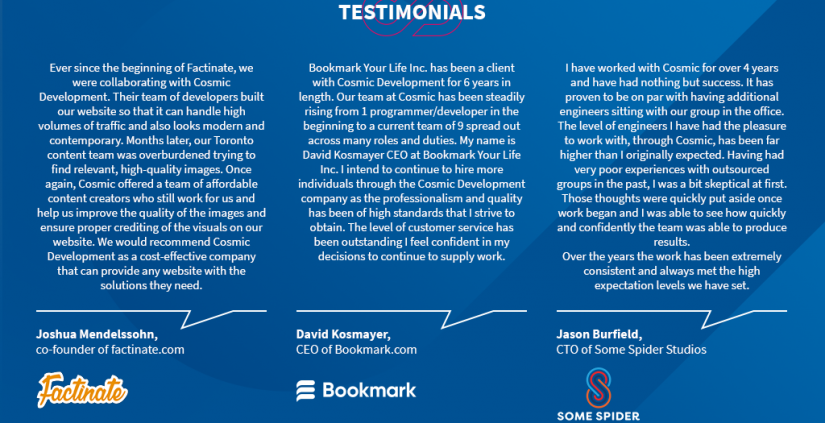 TESTIMONIALS
Ever since the beginning of Factinate, we
were collaborating with Cosmic
Development. Their team of developers built
our website so that it can handle high
volumes of traffic and also looks modern and
contemporary. Months later, our Toronto
content team was overburdened trying to
find relevant, high-quality images. Once
again, Cosmic offered a team of affordable
content creators who still work for us and
help us improve the quality of the images and
ensure proper crediting of the visuals on our
website. We would recommend Cosmic
Development as a cost-effective company
that can provide any website with the
solutions they need.
Joshua Mendelssohn,
co-founder of factinate.com
Factinate
Bookmark Your Life Inc. has been a client
with Cosmic Development for 6 years in
length. Our team at Cosmic has been steadily
rising from 1 programmer/developer in the
beginning to a current team of 9 spread out
across many roles and duties. My name is
David Kosmayer CEO at Bookmark Your Life
Inc. I intend to continue to hire more
individuals through the Cosmic Development
company as the professionalism and quality
has been of high standards that I strive to
obtain. The level of customer service has
been outstanding I feel confident in my
decisions to continue to supply work.
David Kosmayer,
CEO of Bookmark.com
Bookmark
I have worked with Cosmic for over 4 years
and have had nothing but success. It has
proven to be on par with having additional
engineers sitting with our group in the office.
The level of engineers I have had the pleasure
to work with, through Cosmic, has been far
higher than I originally expected. Having had
very poor experiences with outsourced
groups in the past, I was a bit skeptical at first.
Those thoughts were quickly put aside once
work began and I was able to see how quickly
and confidently the team was able to produce
results.
Over the years the work has been extremely
consistent and always met the high
expectation levels we have set.
Jason Burfield,
CTO of Some Spider Studios
SOME SPIDER